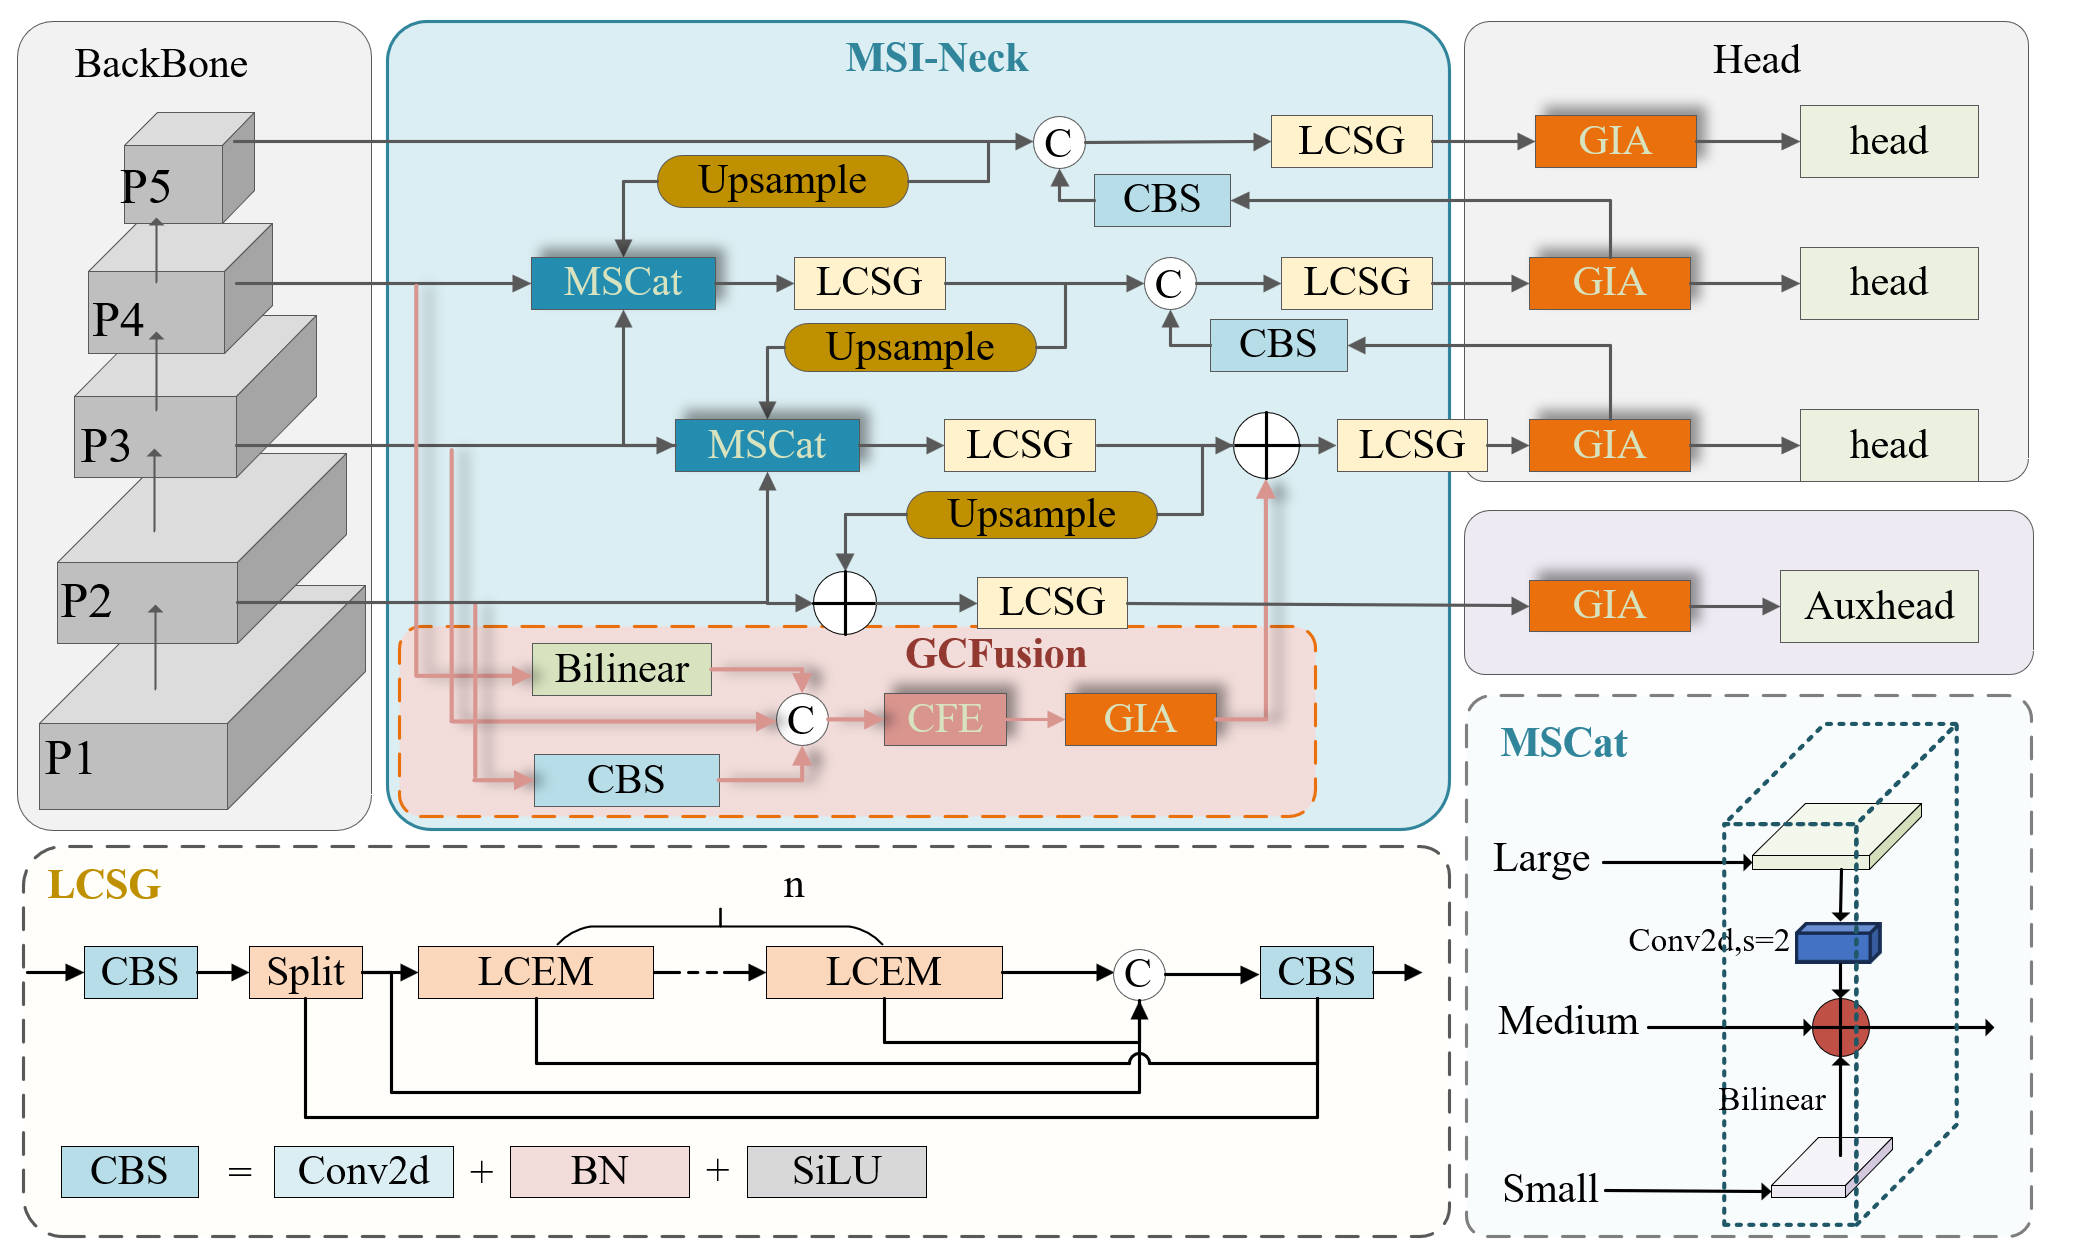 BackBone
MSI-Neck
Head
P5
C
LCSG
GIA
head
Upsample
CBS
P4
MSCat
LCSG
C
LCSG
GIA
head
Upsample
CBS
P3
MSCat
LCSG
LCSG
GIA
head
Upsample
P2
LCSG
GIA
Auxhead
GCFusion
Bilinear
C
CFE
GIA
P1
CBS
LCSG
n
CBS
Split
LCEM
LCEM
C
CBS
CBS = Conv2d + BN + SiLU
MSCat
Large
Conv2d,s=2
Medium
Bilinear
Small